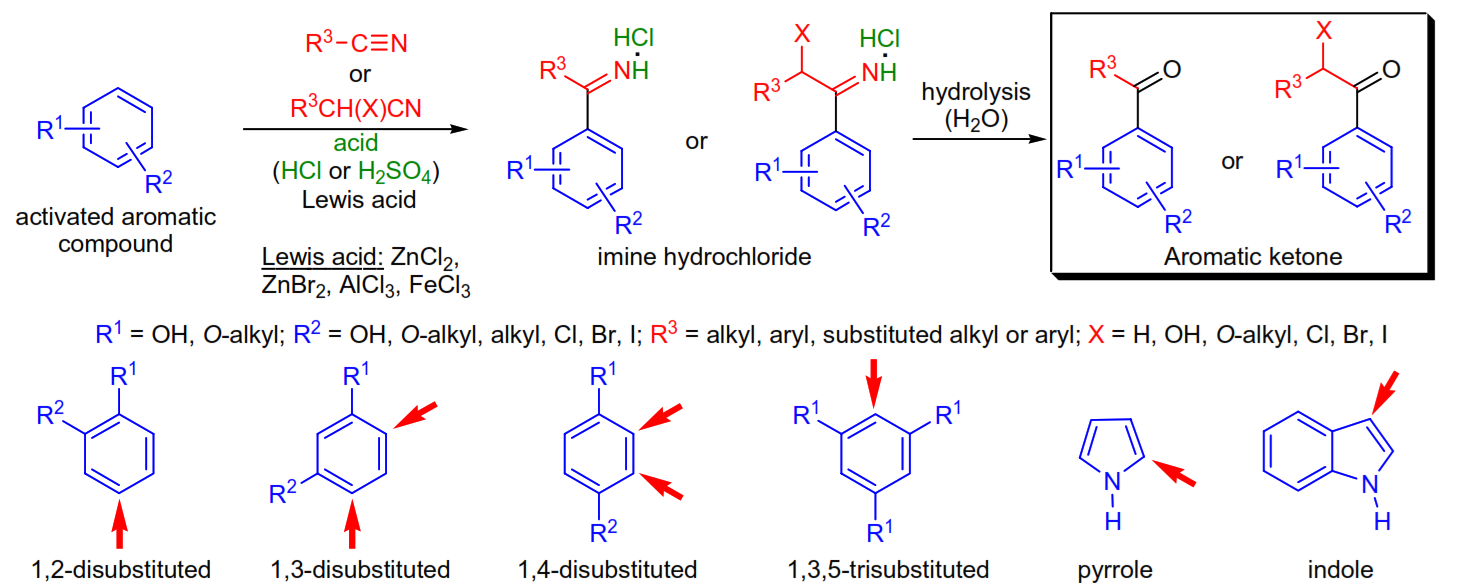 R³–C≡N
or
R³CH(X)CN
acid
(HCl or H₂SO₄)
Lewis acid
R¹
R²
activated aromatic
compound
Lewis acid: ZnCl₂,
ZnBr₂, AlCl₃, FeCl₃
HCl
R³
NH
R¹
R²
or
X
HCl
R³
NH
R¹
R²
imine hydrochloride
hydrolysis
(H₂O)
R³
O
R¹
R²
or
X
R³
O
R¹
R²
Aromatic ketone
R¹ = OH, O-alkyl; R² = OH, O-alkyl, alkyl, Cl, Br, I; R³ = alkyl, aryl, substituted alkyl or aryl; X = H, OH, O-alkyl, Cl, Br, I
R¹
R²
1,2-disubstituted
R¹
R²
1,3-disubstituted
R¹
R²
1,4-disubstituted
R¹
R¹
R¹
1,3,5-trisubstituted
N
H
pyrrole
N
H
indole